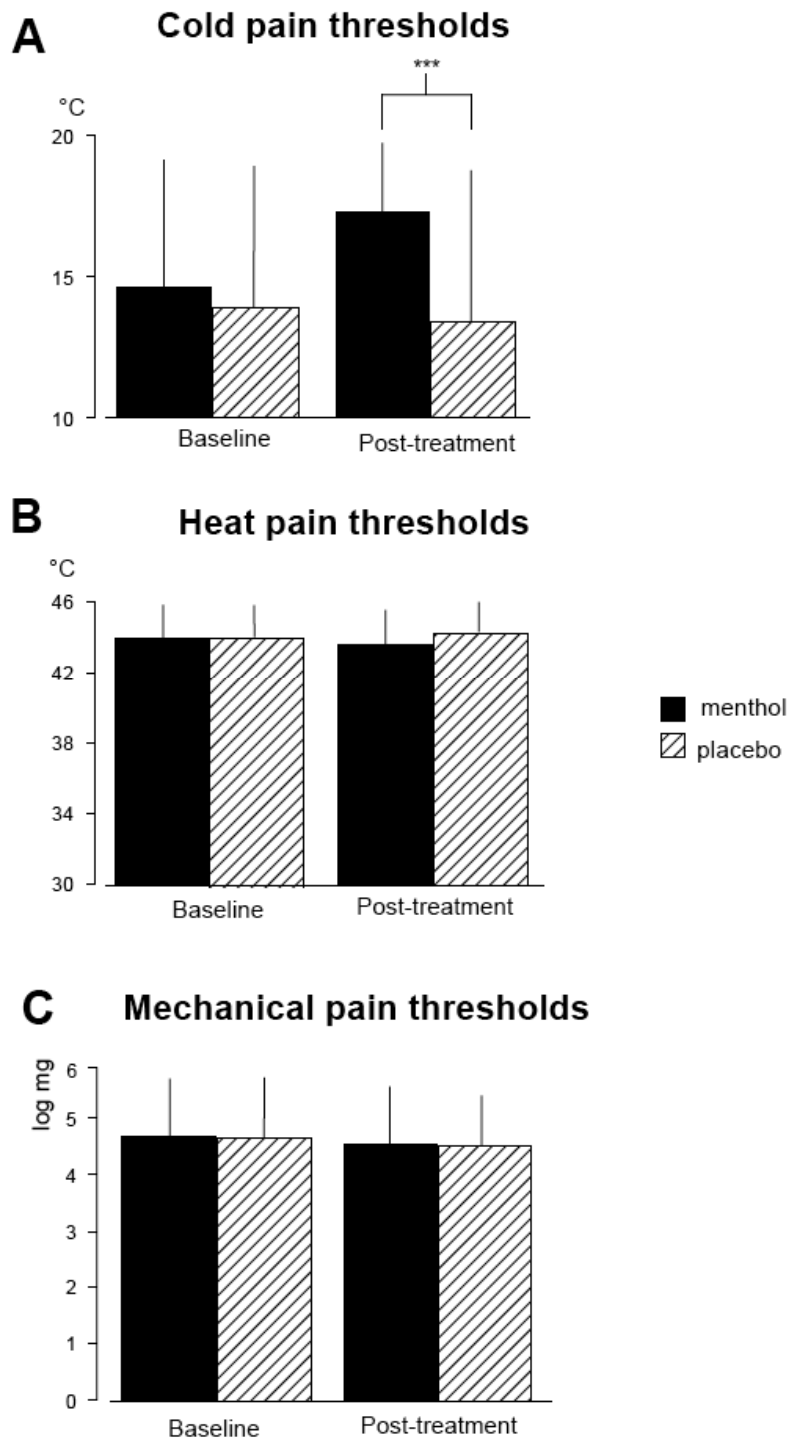 A
Cold pain thresholds
***
°C
20
15
10
Baseline
Post-treatment
B
Heat pain thresholds
°C
46
42
38
34
30
menthol
placebo
Baseline
Post-treatment
C
Mechanical pain thresholds
log mg
6
5
4
3
2
1
0
Baseline
Post-treatment